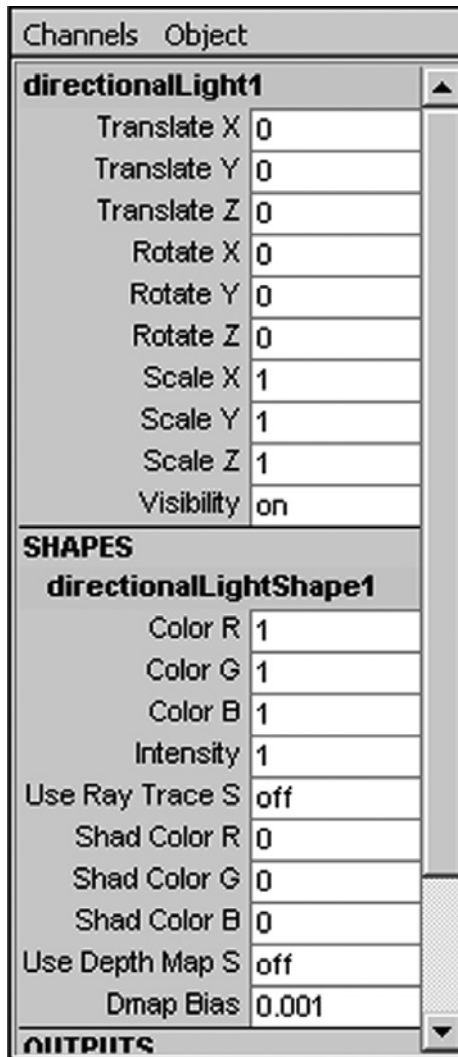 Channels Object
directionalLight1
Translate X 0
Translate Y 0
Translate Z 0
Rotate X 0
Rotate Y 0
Rotate Z 0
Scale X 1
Scale Y 1
Scale Z 1
Visibility on
SHAPES
directionalLightShape1
Color R 1
Color G 1
Color B 1
Intensity 1
Use Ray Trace S off
Shad Color R 0
Shad Color G 0
Shad Color B 0
Use Depth Map S off
Dmap Bias 0.001
OUTPUTS